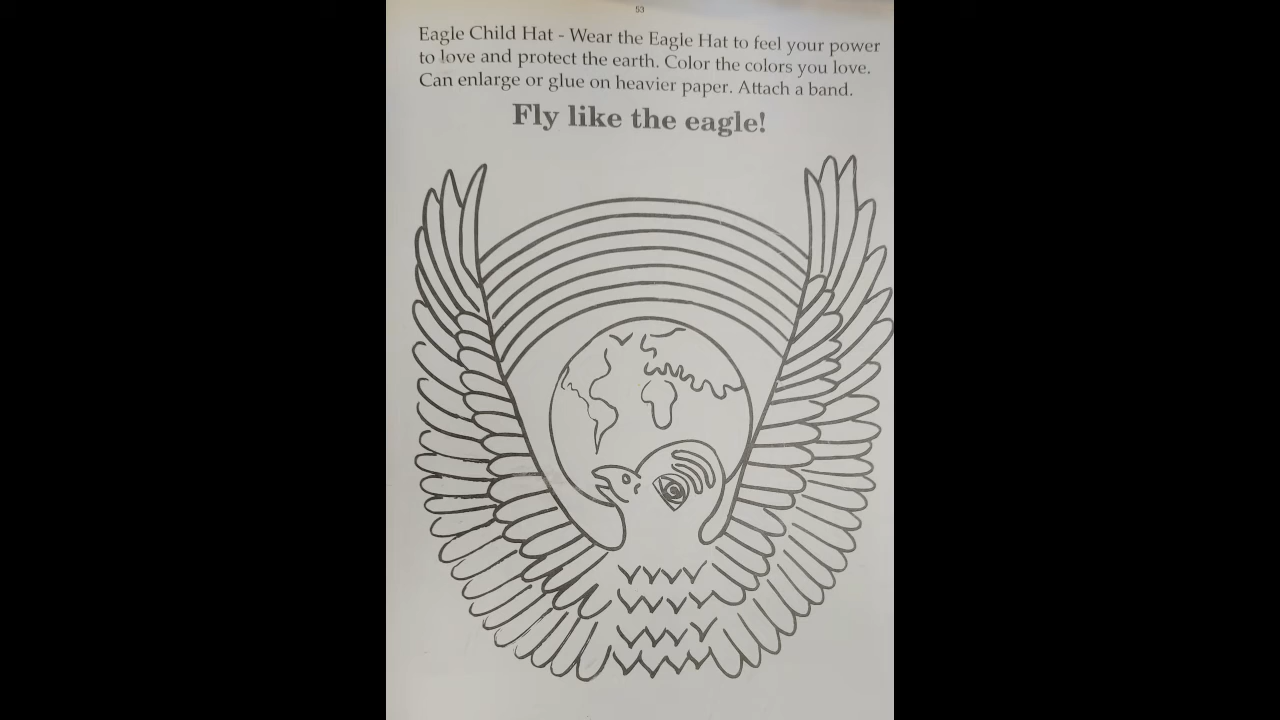 53
Eagle Child Hat - Wear the Eagle Hat to feel your power
to love and protect the earth. Color the colors you love.
Can enlarge or glue on heavier paper. Attach a band.
Fly like the eagle!